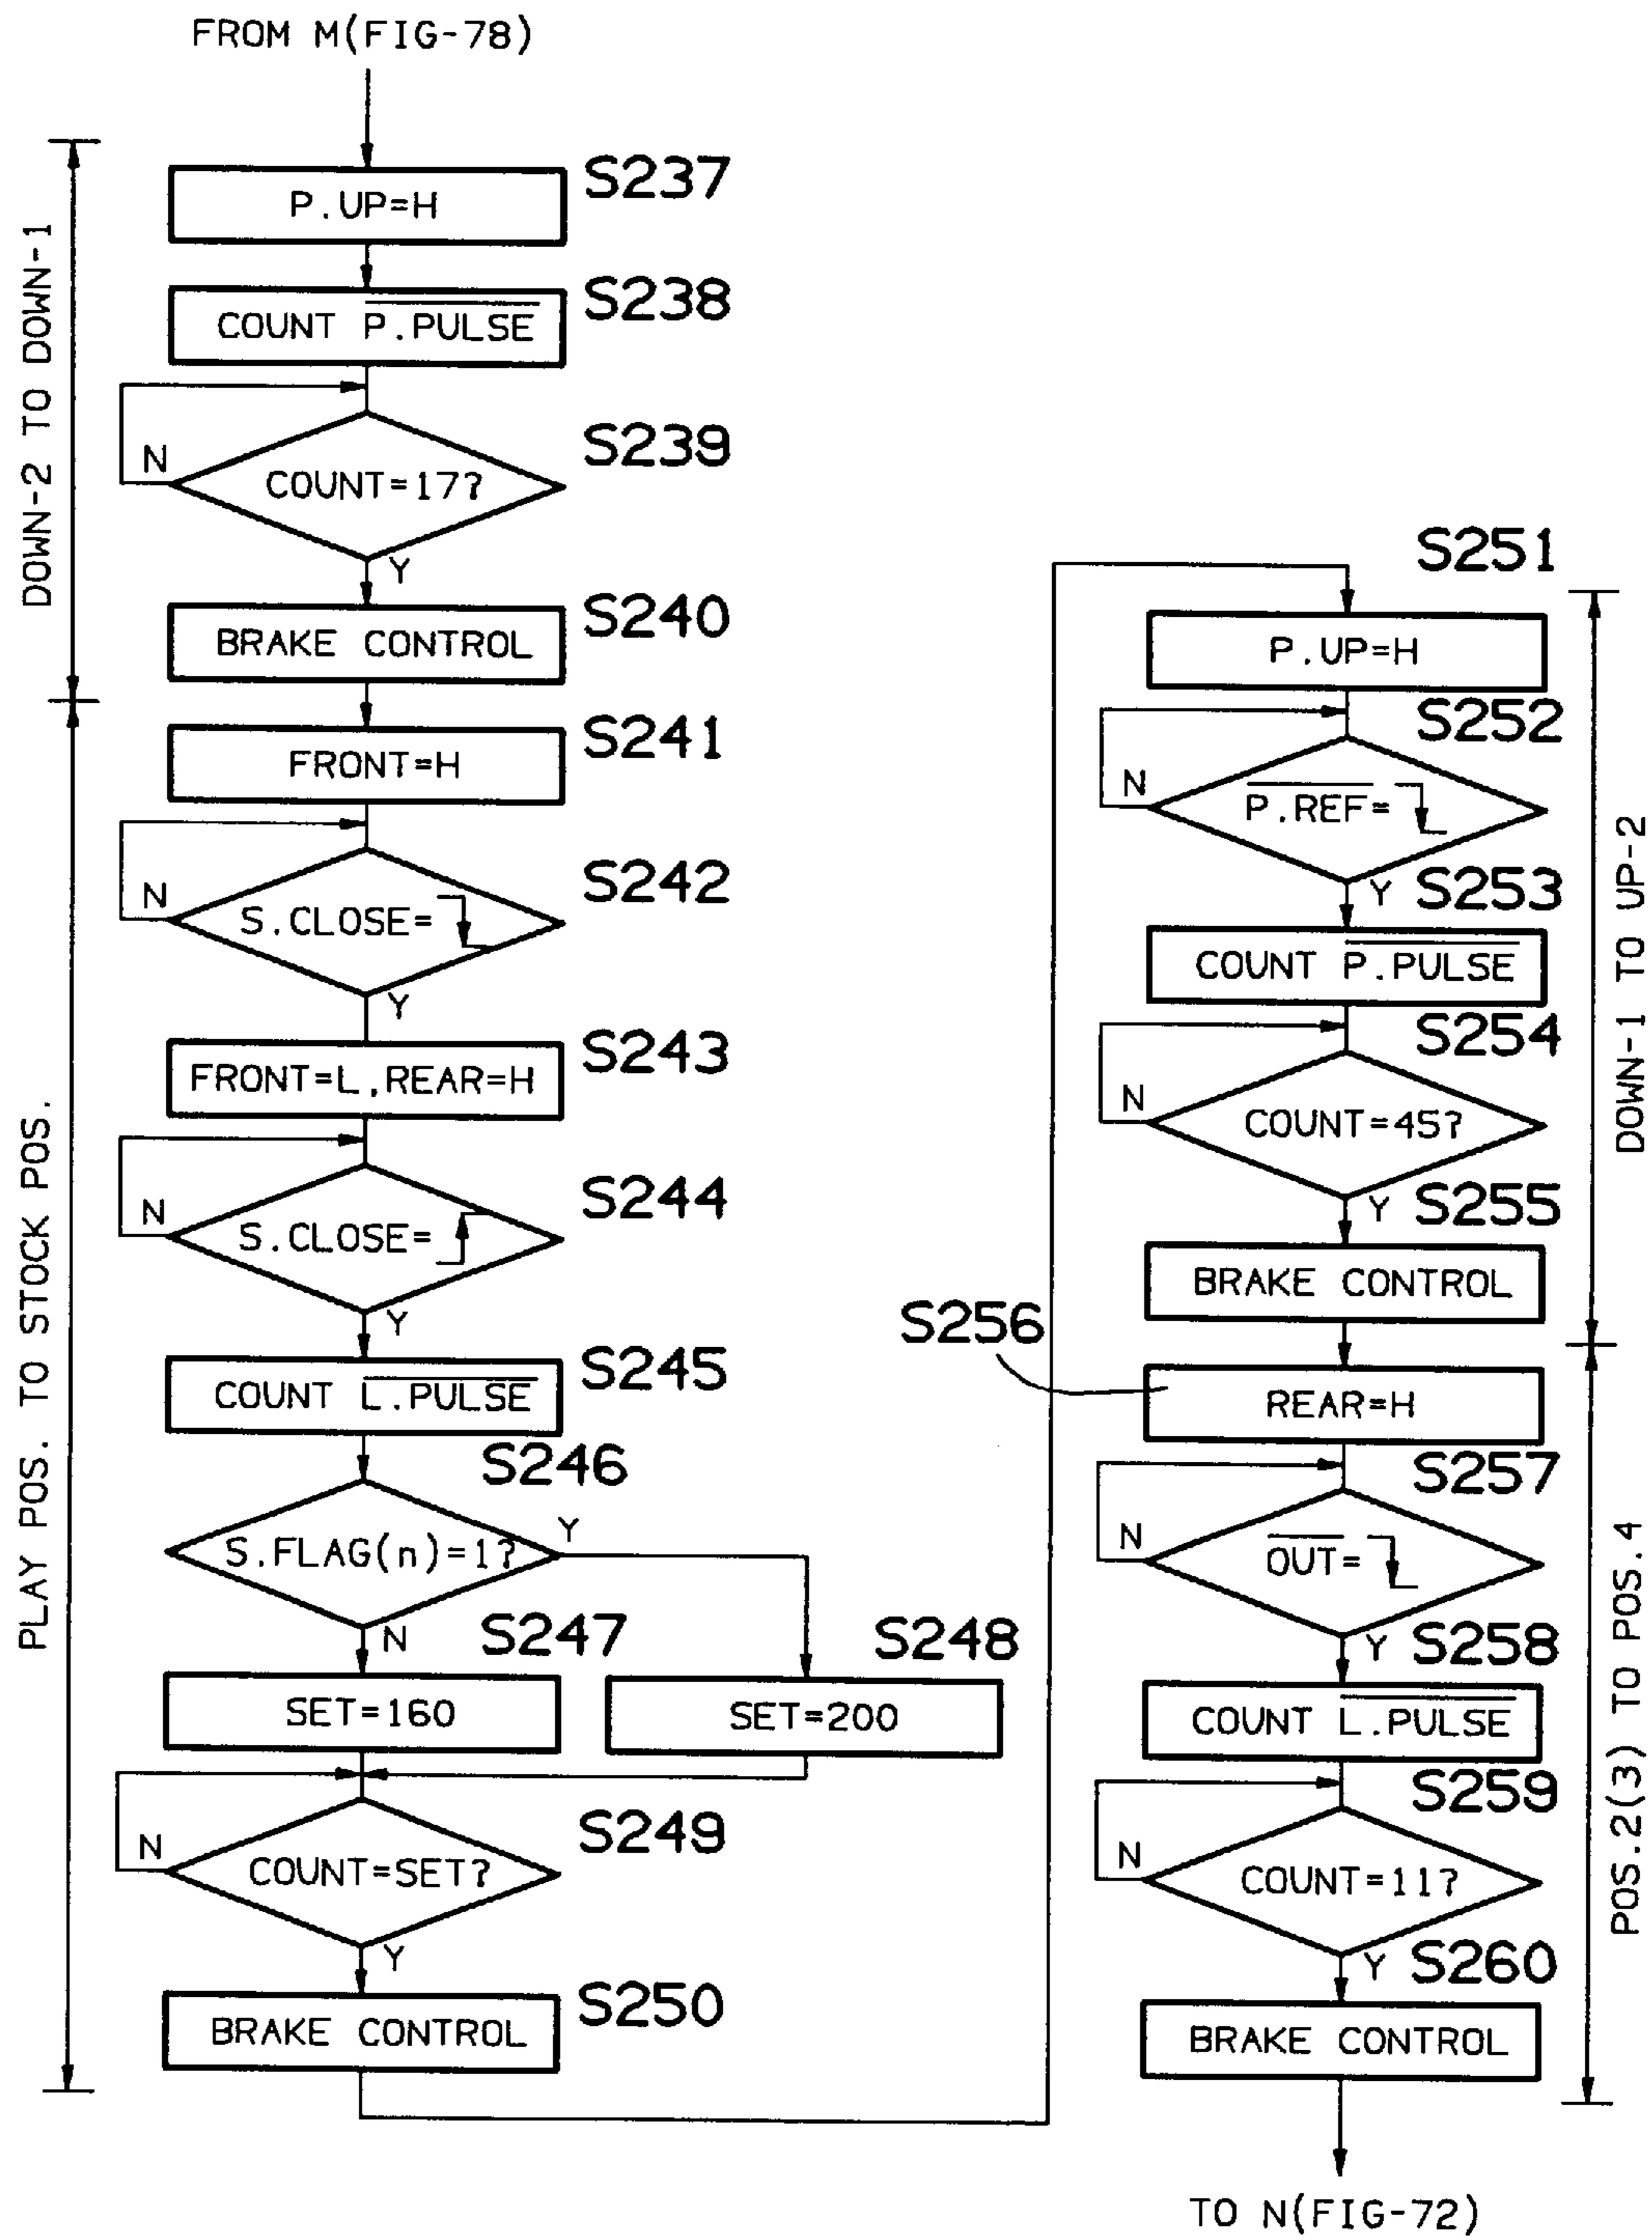 FROM M(FIG-78)
DOWN-2 TO DOWN-1
P.UP=H
S237
COUNT P.PULSE
S238
N
COUNT=17?
S239
Y
BRAKE CONTROL
S240
PLAY POS. TO STOCK POS.
FRONT=H
S241
N
S.CLOSE=
S242
Y
FRONT=L,REAR=H
S243
N
S.CLOSE=
S244
Y
COUNT L.PULSE
S245
S246
S.FLAG(n)=1?
Y
N
S247
SET=160
S248
SET=200
N
COUNT=SET?
S249
Y
BRAKE CONTROL
S250
S251
P.UP=H
DOWN-1 TO UP-2
S252
N
P.REF=
Y
S253
COUNT P.PULSE
S254
N
COUNT=45?
Y
S255
BRAKE CONTROL
S256
REAR=H
POS.2(3) TO POS.4
S257
N
OUT=
Y
S258
COUNT L.PULSE
S259
N
COUNT=11?
Y
S260
BRAKE CONTROL
TO N(FIG-72)